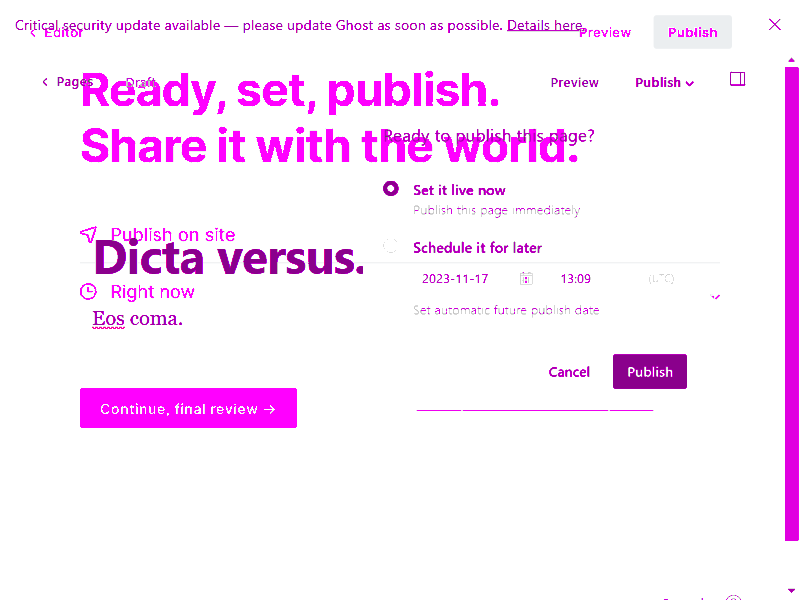 Critical security update available — please update Ghost as soon as possible. Details here.
Editor
Preview
Publish
Pages
Draft
Preview
Publish
Ready, set, publish.
Share it with the world.
Ready to publish this page?
Set it live now
Publish this page immediately
Publish on site
Schedule it for later
Dicta versus.
2023-11-17
13:09
(UTC)
Right now
Set automatic future publish date
Eos coma.
Cancel
Publish
Continue, final review →